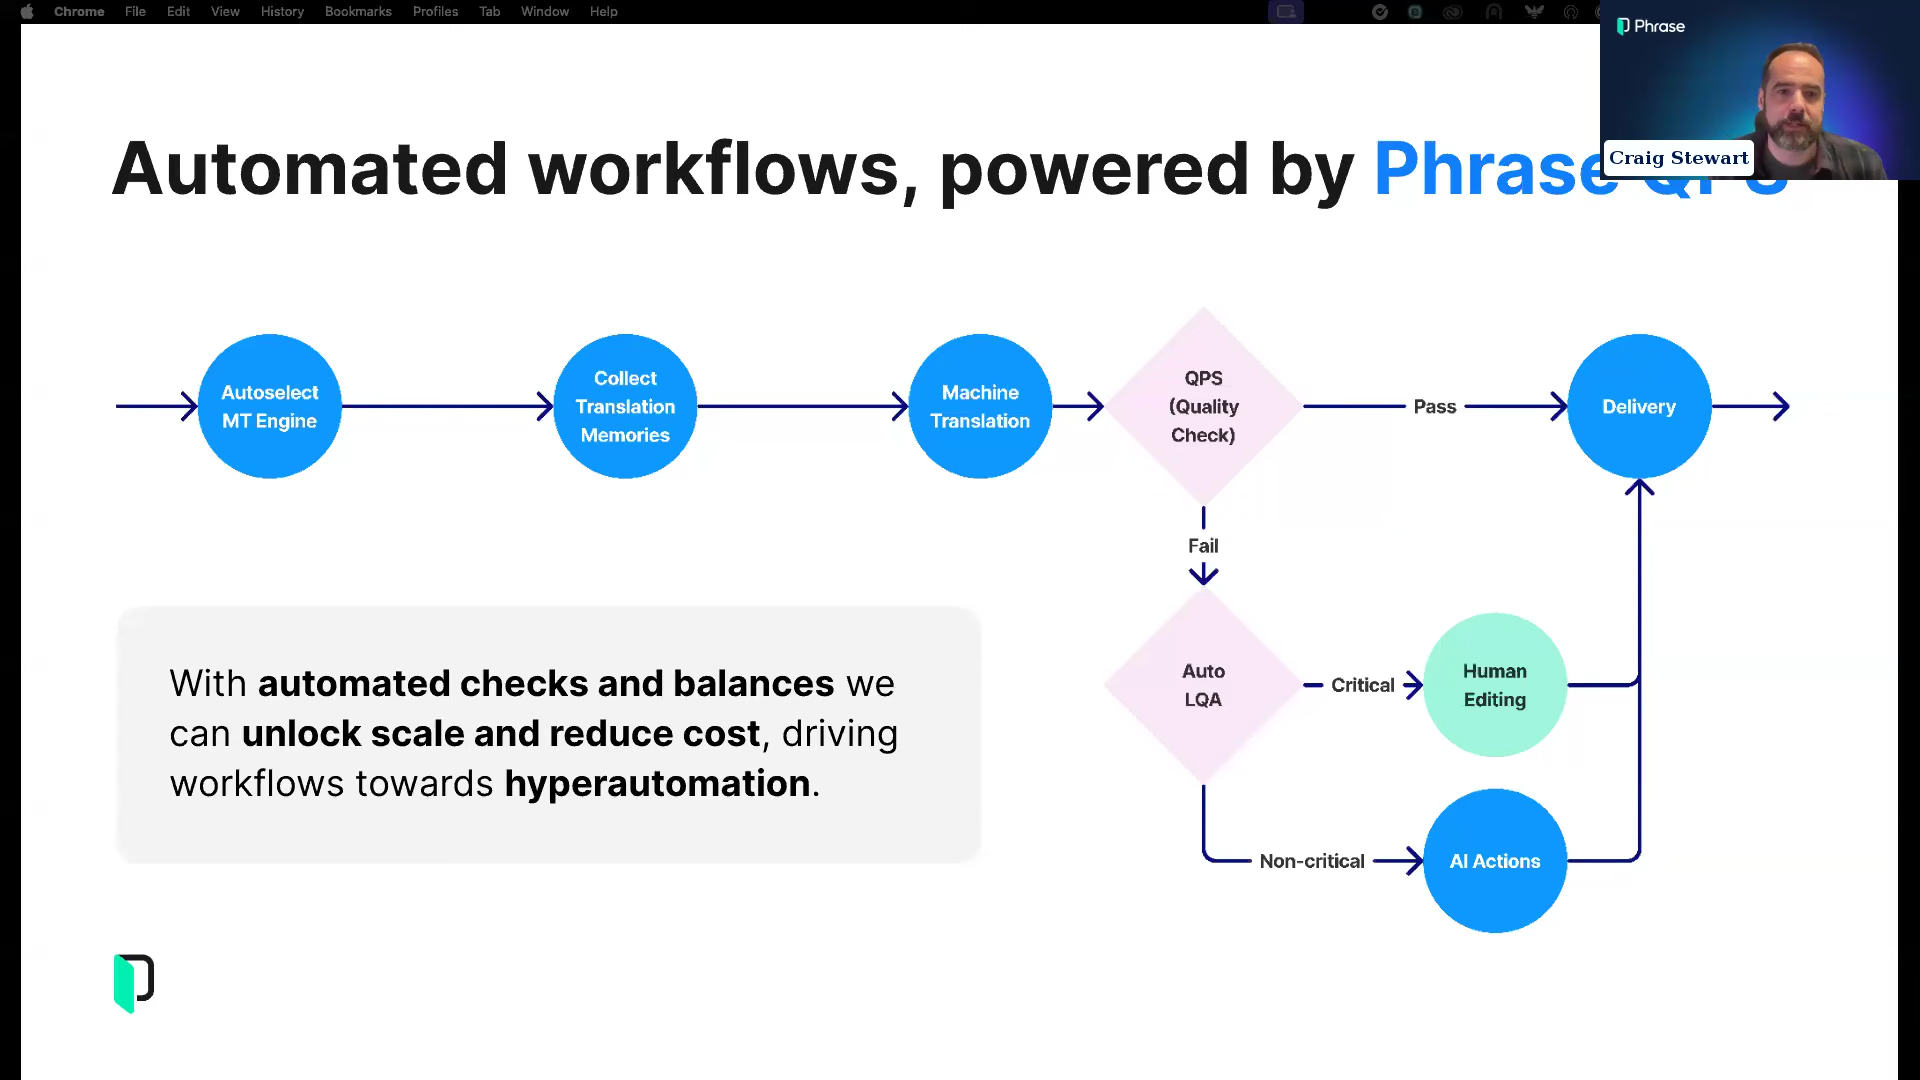 Chrome File Edit View History Bookmarks Profiles Tab Window Help
Phrase
Craig Stewart
Automated workflows, powered by Phrase QPS
Autoselect
MT Engine
Collect
Translation
Memories
Machine
Translation
QPS
(Quality
Check)
Pass
Delivery
Fail
Auto
LQA
Critical
Human
Editing
Non-critical
AI Actions
With automated checks and balances we
can unlock scale and reduce cost, driving
workflows towards hyperautomation.